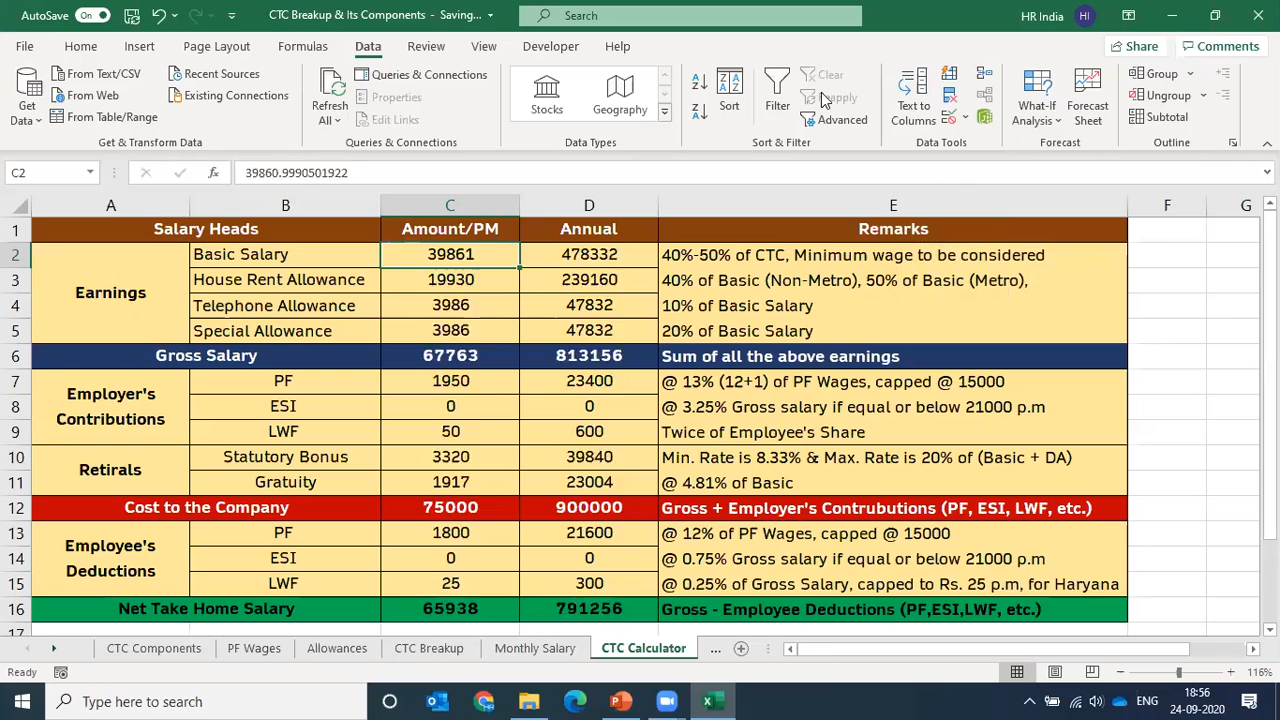 AutoSave On CTC Breakup & Its Components - Saving... Search HR India HI
File Home Insert Page Layout Formulas Data Review View Developer Help Share Comments
Get Data
From Text/CSV
From Web
From Table/Range
Recent Sources
Existing Connections
Get & Transform Data
Refresh All
Queries & Connections
Properties
Edit Links
Queries & Connections
Stocks
Geography
Data Types
Sort
Filter
Clear
Advanced
Sort & Filter
Text to Columns
Data Tools
What-If Analysis
Forecast Sheet
Forecast
Group
Ungroup
Subtotal
Outline
C2 fx 39860.9990501922
A B C D E F G
1 Salary Heads Amount/PM Annual Remarks
2 Basic Salary 39861 478332 40%-50% of CTC, Minimum wage to be considered
Earnings
3 House Rent Allowance 19930 239160 40% of Basic (Non-Metro), 50% of Basic (Metro),
4 Telephone Allowance 3986 47832 10% of Basic Salary
5 Special Allowance 3986 47832 20% of Basic Salary
6 Gross Salary 67763 813156 Sum of all the above earnings
Employer's Contributions
7 PF 1950 23400 @ 13% (12+1) of PF Wages, capped @ 15000
8 ESI 0 0 @ 3.25% Gross salary if equal or below 21000 p.m
9 LWF 50 600 Twice of Employee's Share
Retirals
10 Statutory Bonus 3320 39840 Min. Rate is 8.33% & Max. Rate is 20% of (Basic + DA)
11 Gratuity 1917 23004 @ 4.81% of Basic
12 Cost to the Company 75000 900000 Gross + Employer's Contrubutions (PF, ESI, LWF, etc.)
Employee's Deductions
13 PF 1800 21600 @ 12% of PF Wages, capped @ 15000
14 ESI 0 0 @ 0.75% Gross salary if equal or below 21000 p.m
15 LWF 25 300 @ 0.25% of Gross Salary, capped to Rs. 25 p.m, for Haryana
16 Net Take Home Salary 65938 791256 Gross - Employee Deductions (PF,ESI,LWF, etc.)
17
CTC Components PF Wages Allowances CTC Breakup Monthly Salary CTC Calculator ...
Ready 116%
Type here to search ENG 18:56
24-09-2020